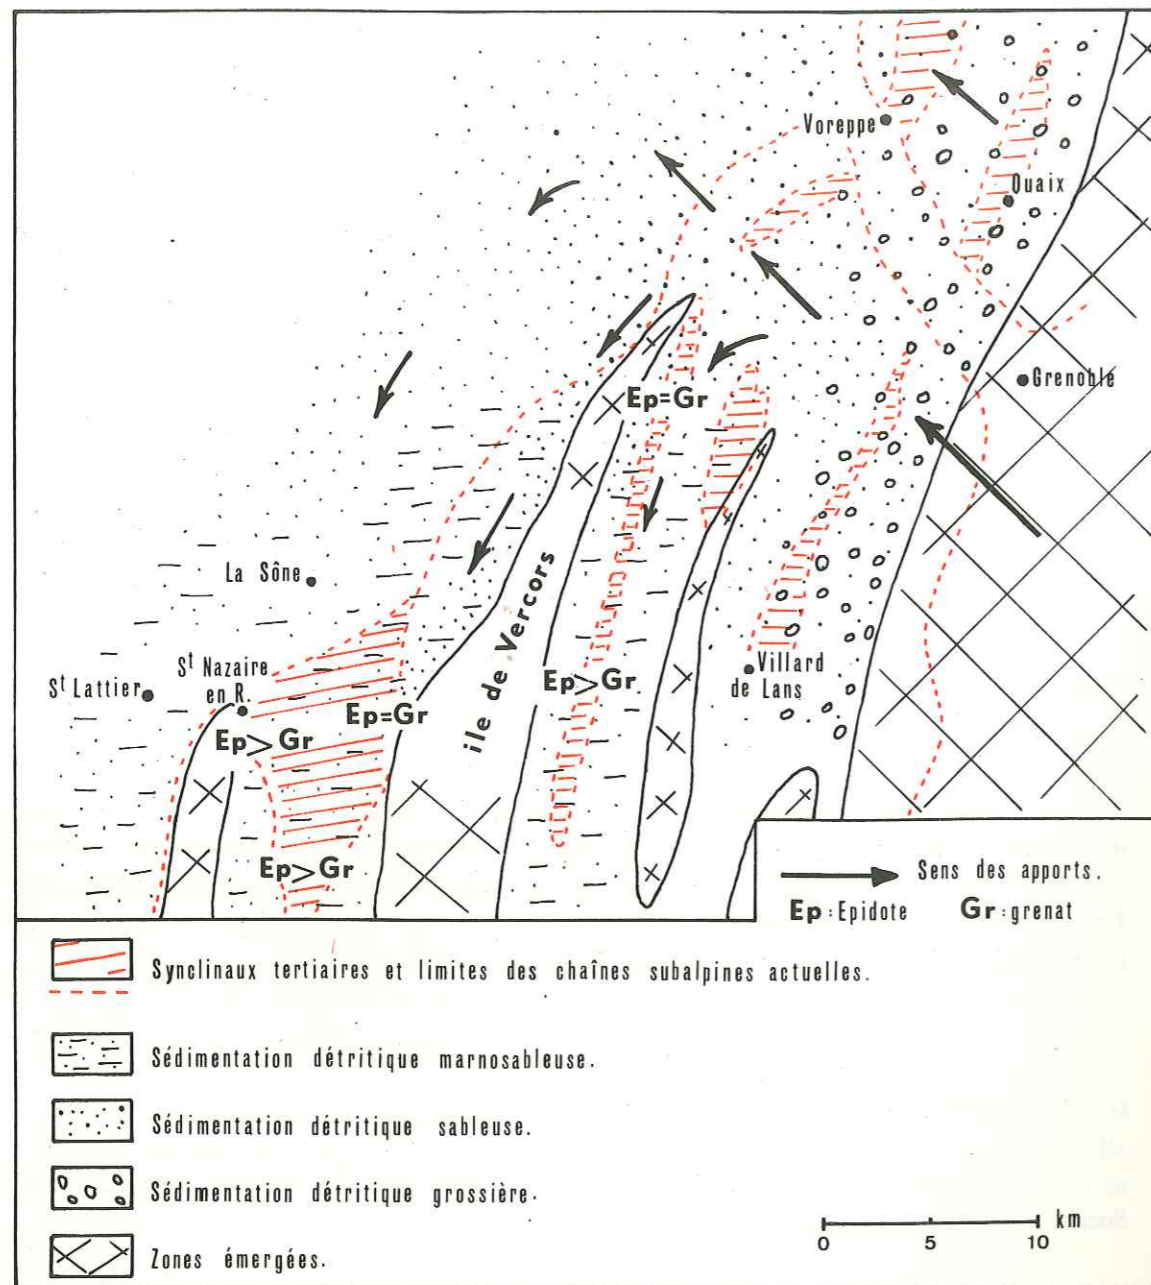 Voreppe
Quaix
Grenoble
Ep=Gr
La Sône
île de Vercors
St Nazaire
en R.
St Lattier
Ep>Gr
Villard
de Lans
Ep=Gr
Ep>Gr
Ep>Gr
Sens des apports.
Ep:Epidote Gr:grenat
Synclinaux tertiaires et limites des chaînes subalpines actuelles.
Sédimentation détritique marnosableuse.
Sédimentation détritique sableuse.
Sédimentation détritique grossière.
Zones émergées.
km
0 5 10